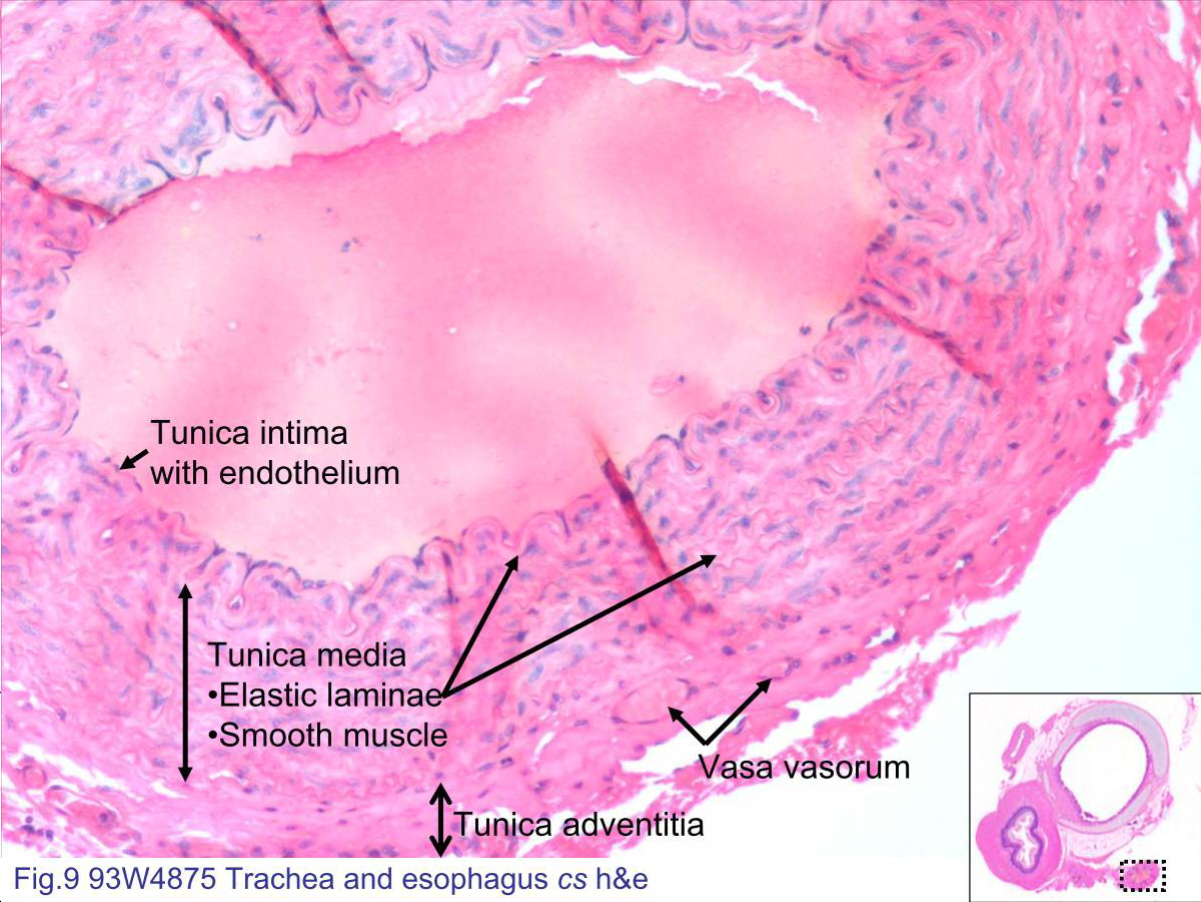 Tunica intima
with endothelium
Tunica media
•Elastic laminae
•Smooth muscle
Vasa vasorum
Tunica adventitia
Fig.9 93W4875 Trachea and esophagus cs h&e